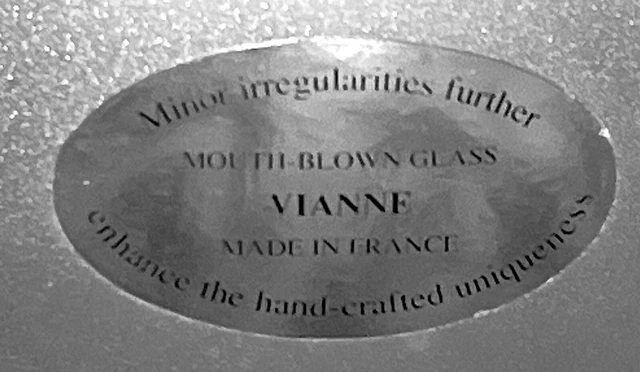 Minor irregularities further
MOUTH-BLOWN GLASS
VIANNE
MADE IN FRANCE
enhance the hand-crafted uniqueness